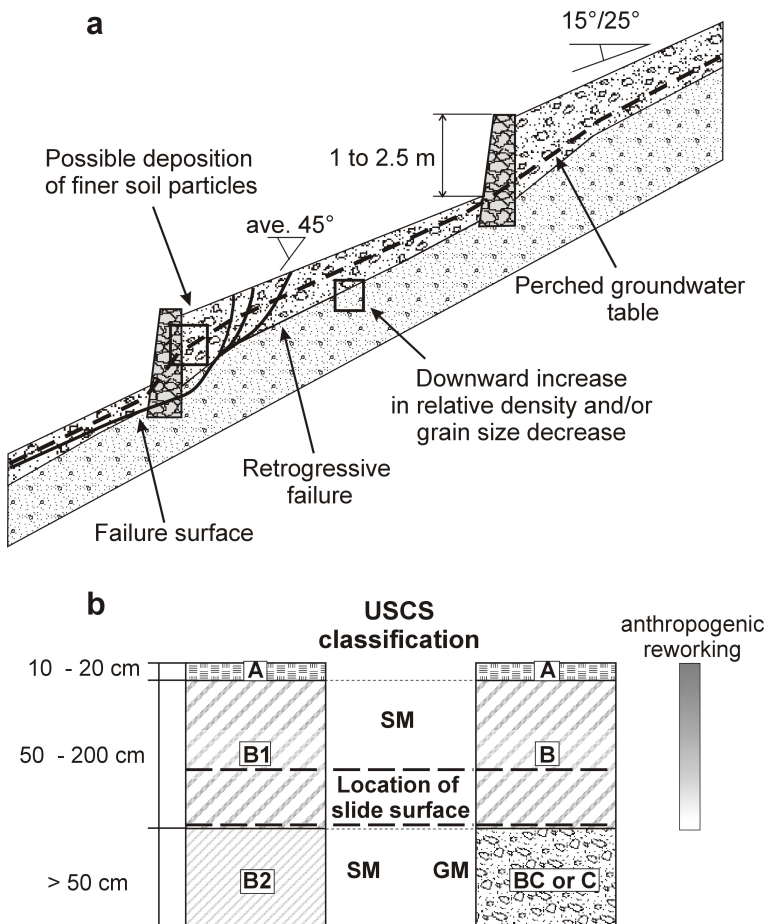 a
15°/25°
1 to 2.5 m
Possible deposition
of finer soil particles
ave. 45°
Perched groundwater
table
Downward increase
in relative density and/or
grain size decrease
Retrogressive
failure
Failure surface
b
USCS
classification
anthropogenic
reworking
10 - 20 cm
A
A
SM
50 - 200 cm
B1
B
Location of
slide surface
> 50 cm
B2
SM
GM
BC or C